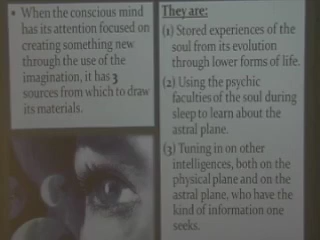 • When the conscious mind
has its attention focused on
creating something new
through the use of the
imagination, it has 3
sources from which to draw
its materials.
They are:
(1) Stored experiences of the
soul from its evolution
through lower forms of life.
(2) Using the psychic
faculties of the soul during
sleep to learn about the
astral plane.
(3) Tuning in on other
intelligences, both on the
physical plane and on the
astral plane, who have the
kind of information one
seeks.